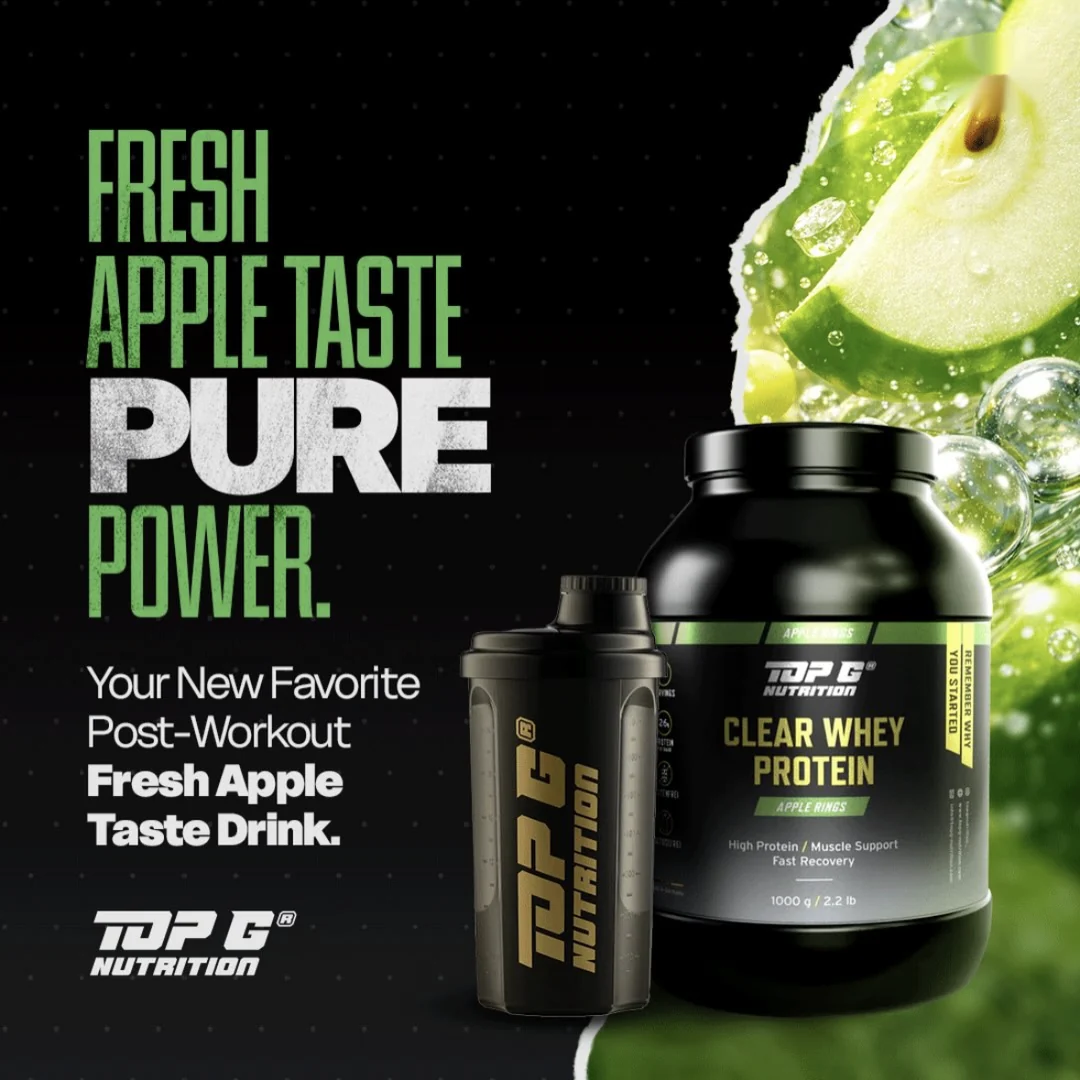 FRESH
APPLE TASTE
PURE
POWER.
Your New Favorite
Post-Workout
Fresh Apple
Taste Drink.
TOP G®
NUTRITION
TOP G®
NUTRITION
APPLE RINGS
TOP G®
NUTRITION
CLEAR WHEY
PROTEIN
APPLE RINGS
High Protein / Muscle Support
Fast Recovery
1000 g / 2.2 lb
REMEMBER WHY
YOU STARTED